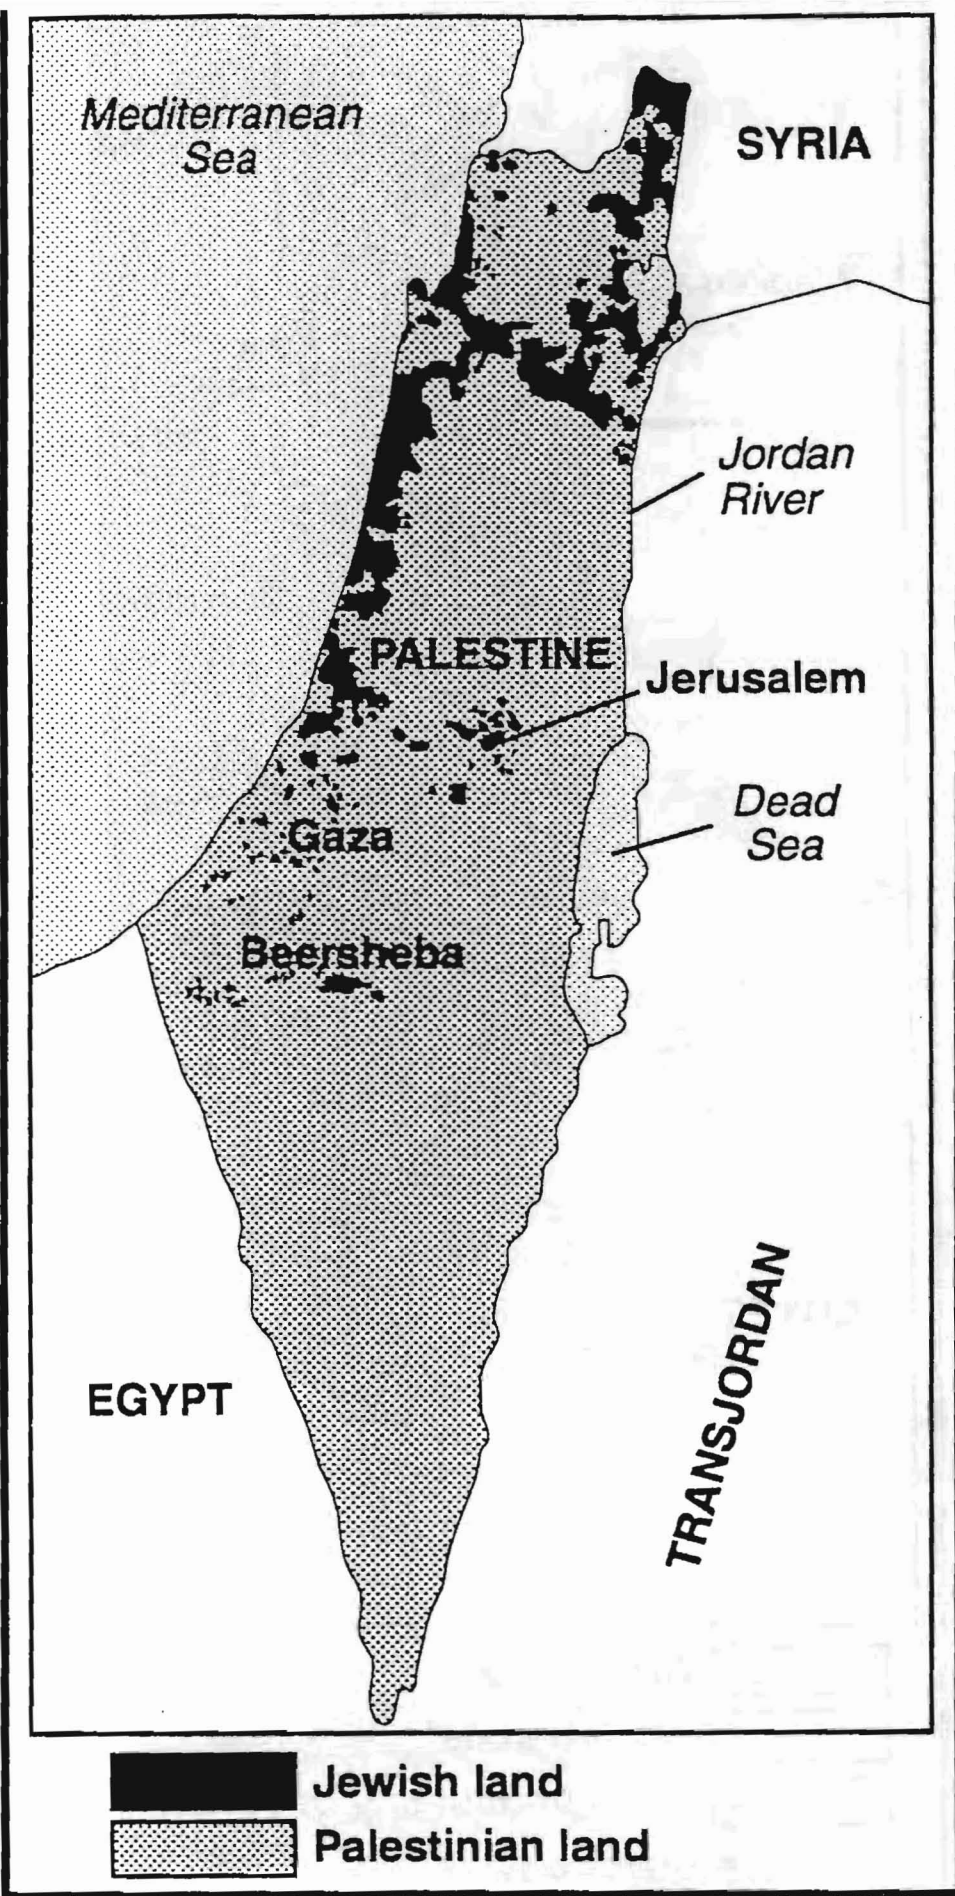 Mediterranean
Sea
SYRIA
Jordan
River
PALESTINE
Jerusalem
Dead
Sea
Gaza
Beersheba
EGYPT
TRANSJORDAN
Jewish land
Palestinian land